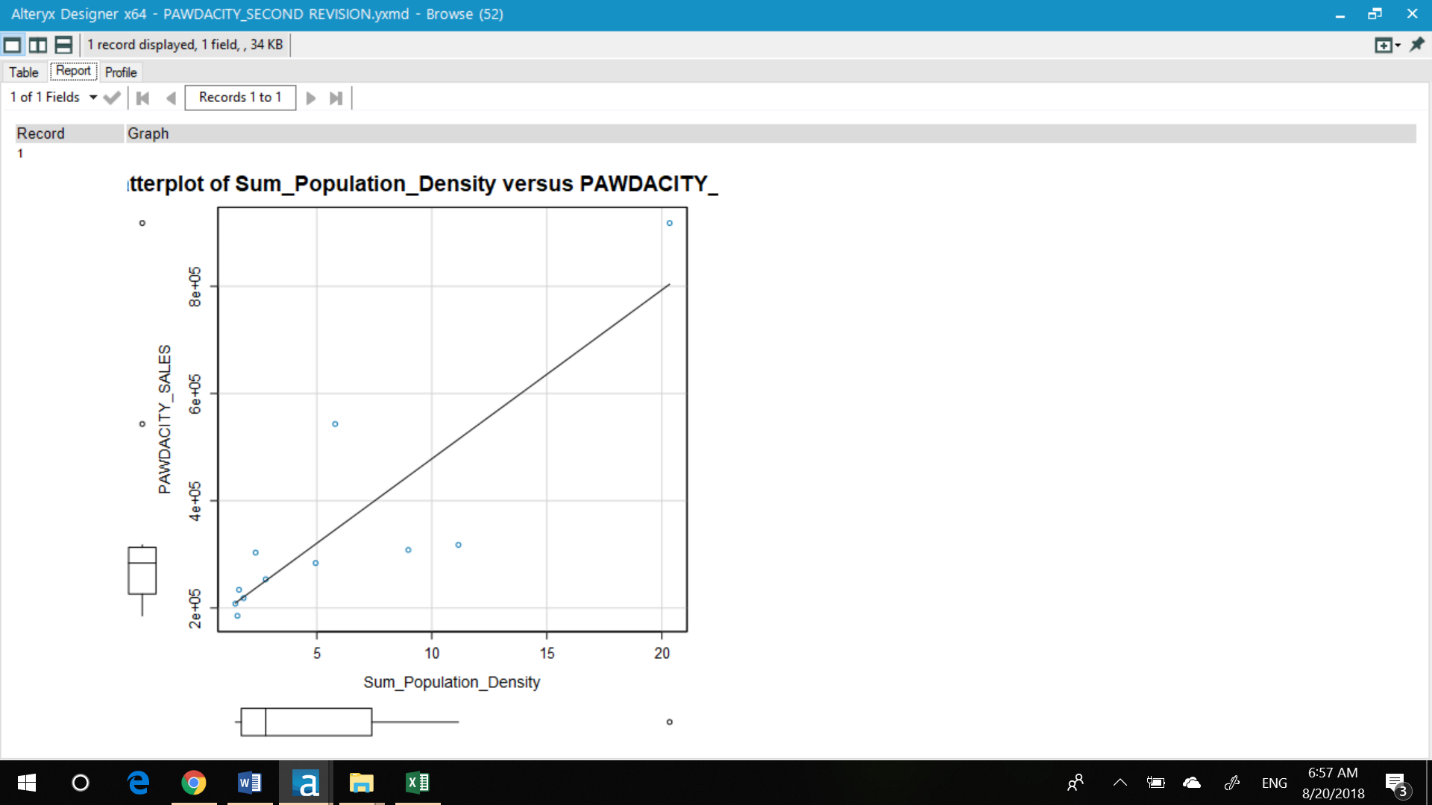 Alteryx Designer x64 - PAWDACITY_SECOND REVISION.yxmd - Browse (52)
1 record displayed, 1 field, , 34 KB
Table Report Profile
1 of 1 Fields Records 1 to 1
Record Graph
1
tterplot of Sum_Population_Density versus PAWDACITY_
8e+05
6e+05
4e+05
2e+05
PAWDACITY_SALES
5 10 15 20
Sum_Population_Density
ENG
6:57 AM
8/20/2018
3